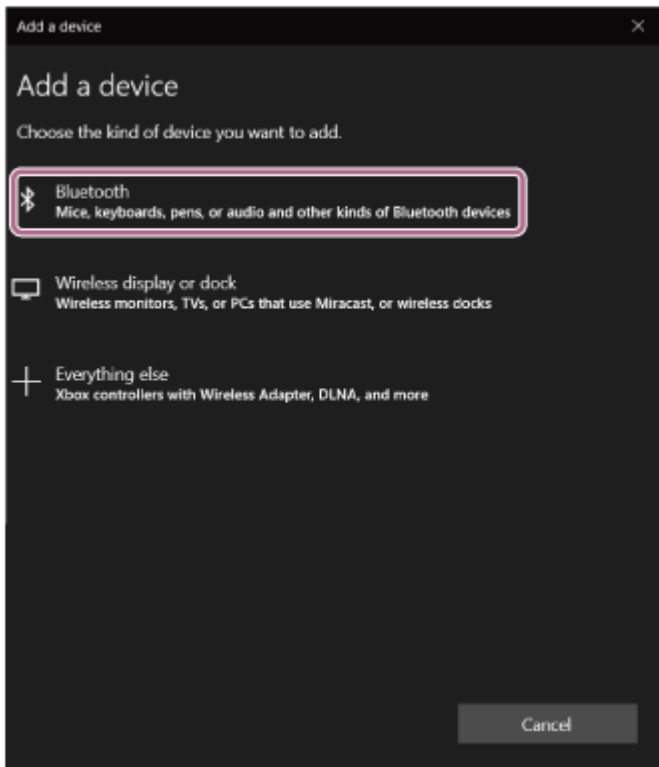 Add a device
Add a device
Choose the kind of device you want to add.
Bluetooth
Mice, keyboards, pens, or audio and other kinds of Bluetooth devices
Wireless display or dock
Wireless monitors, TVs, or PCs that use Miracast, or wireless docks
Everything else
Xbox controllers with Wireless Adapter, DLNA, and more
Cancel